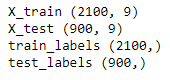 X_train (2100, 9)
X_test (900, 9)
train_labels (2100,)
test_labels (900,)